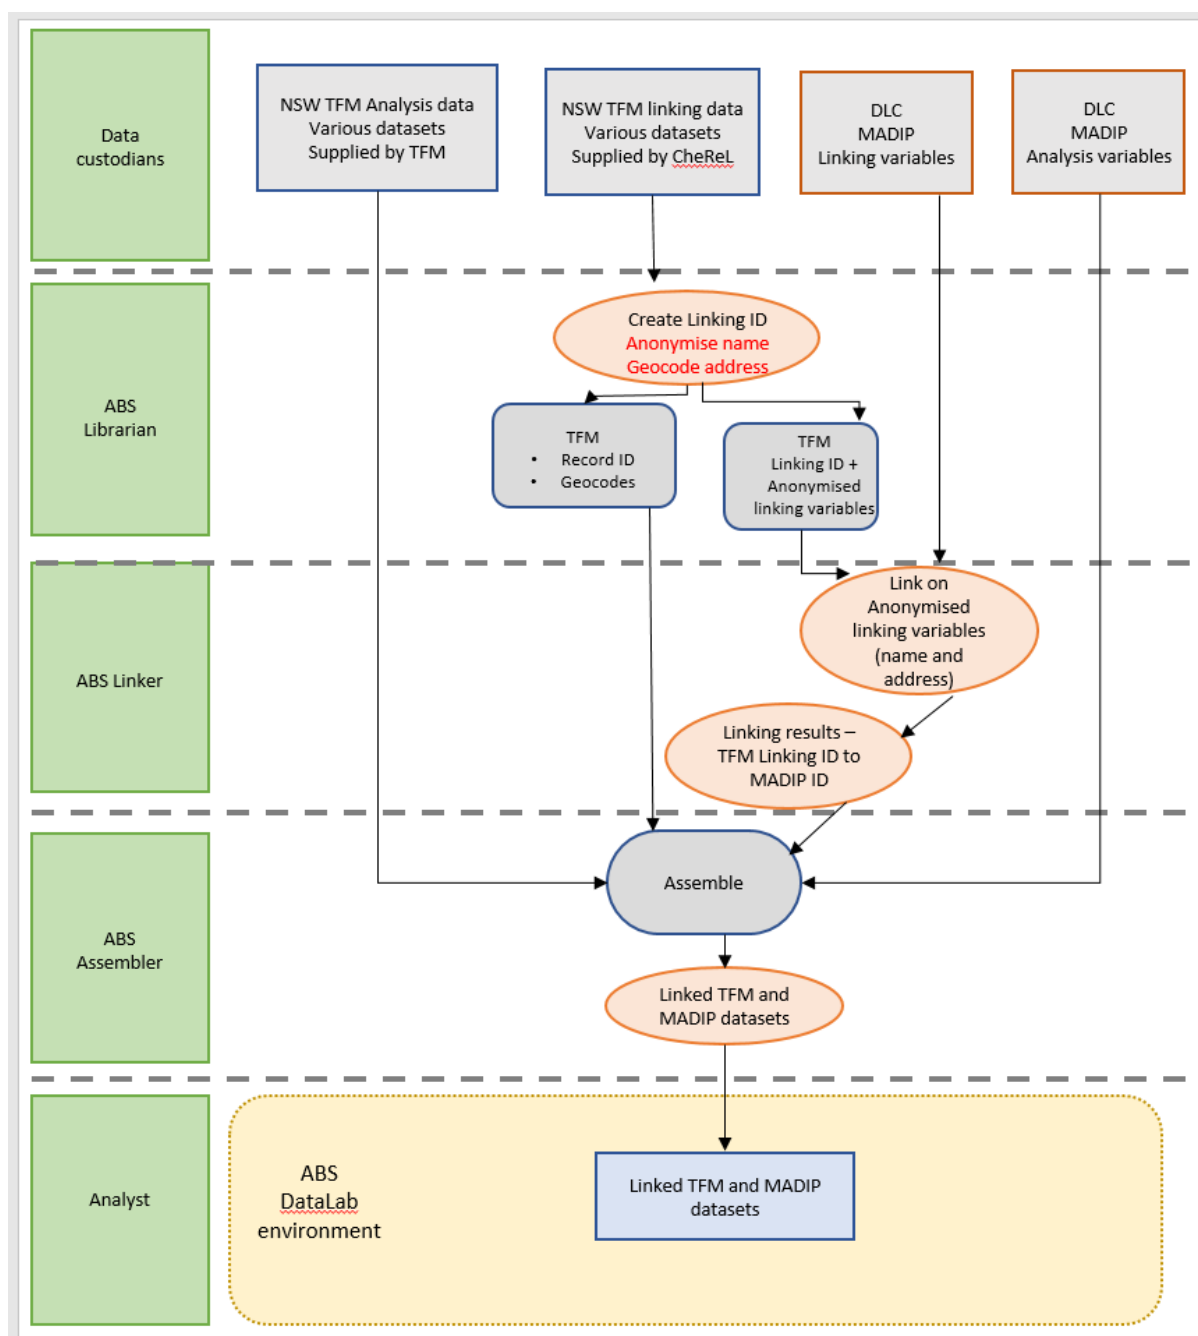 Data
custodians
NSW TFM Analysis data
Various datasets
Supplied by TFM
NSW TFM linking data
Various datasets
Supplied by CheReL
DLC
MADIP
Linking variables
DLC
MADIP
Analysis variables
ABS
Librarian
Create Linking ID
Anonymise name
Geocode address
TFM
• Record ID
• Geocodes
TFM
Linking ID +
Anonymised
linking variables
ABS Linker
Link on
Anonymised
linking variables
(name and
address)
Linking results –
TFM Linking ID to
MADIP ID
ABS
Assembler
Assemble
Linked TFM and
MADIP datasets
Analyst
ABS
DataLab
environment
Linked TFM and MADIP
datasets